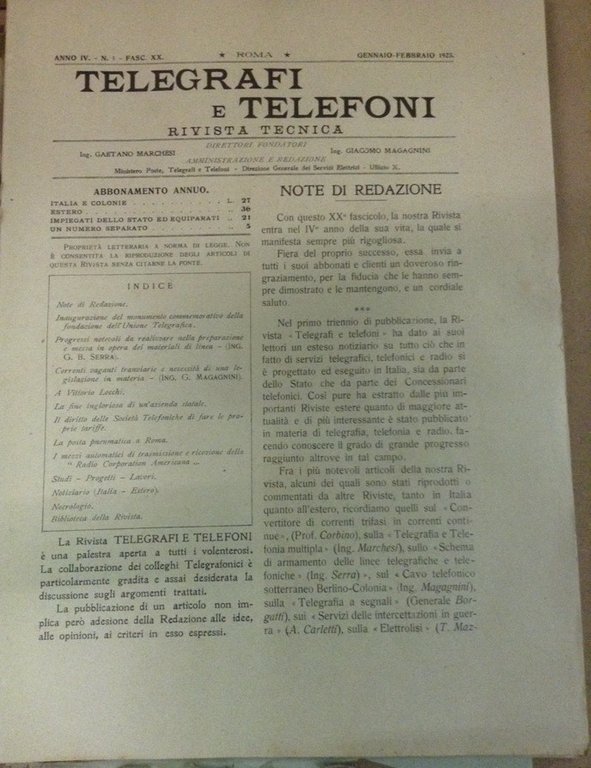 ANNO IV. - N. 1 - FASC. XX.
★ ROMA ★
GENNAIO-FEBBRAIO 1923.
TELEGRAFI
E TELEFONI
RIVISTA TECNICA
DIRETTORI FONDATORI
Ing. GAETANO MARCHESI
Ing. GIACOMO MAGAGNINI
AMMINISTRAZIONE E REDAZIONE
Ministero Poste, Telegrafi e Telefoni - Direzione Generale dei Servizi Elettrici - Ufficio X.
ABBONAMENTO ANNUO.
ITALIA E COLONIE . . . . . . . . . . L. 27
ESTERO . . . . . . . . . . . . . . . „ 36
IMPIEGATI DELLO STATO ED EQUIPARATI . . „ 21
UN NUMERO SEPARATO . . . . . . . . . „ 5
PROPRIETÀ LETTERARIA A NORMA DI LEGGE. NON
È CONSENTITA LA RIPRODUZIONE DEGLI ARTICOLI DI
QUESTA RIVISTA SENZA CITARNE LA FONTE.
INDICE
Note di Redazione.
Inaugurazione del monumento commemorativo della
fondazione dell'Unione Telegrafica.
Progressi notevoli da realizzare nella preparazione
e messa in opera dei materiali di linea - (ING.
G. B. SERRA).
Correnti vaganti tranviarie e necessità di una le-
gislazione in materia - (ING. G. MAGAGNINI).
A Vittorio Locchi.
La fine ingloriosa di un'azienda statale.
Il diritto delle Società Telefoniche di fare le pro-
prie tariffe.
La posta pneumatica a Roma.
I mezzi automatici di trasmissione e ricezione della
" Radio Corporation Americana „.
Studi - Progetti - Lavori.
Notiziario (Italia - Estero).
Necrologio.
Biblioteca della Rivista.
La Rivista TELEGRAFI E TELEFONI
è una palestra aperta a tutti i volenterosi.
La collaborazione dei colleghi Telegrafonici è
particolarmente gradita e assai desiderata la
discussione sugli argomenti trattati.
La pubblicazione di un articolo non im-
plica però adesione della Redazione alle idee,
alle opinioni, ai criteri in esso espressi.
NOTE DI REDAZIONE
Con questo XX° fascicolo, la nostra Rivista
entra nel IV° anno della sua vita, la quale si
manifesta sempre più rigogliosa.
Fiera del proprio successo, essa invia a
tutti i suoi abbonati e clienti un doveroso rin-
graziamento, per la fiducia che le hanno sem-
pre dimostrato e le mantengono, e un cordiale
saluto.
***
Nel primo triennio di pubblicazione, la Ri-
vista «Telegrafi e telefoni» ha dato ai suoi
lettori un esteso notiziario su tutto ciò che in
fatto di servizi telegrafici, telefonici e radio si
è progettato ed eseguito in Italia, sia da parte
dello Stato che da parte dei Concessionari
telefonici. Così pure ha estratto dalle più im-
portanti Riviste estere quanto di maggiore at-
tualità e di più interessante è stato pubblicato
in materia di telegrafia, telefonia e radio, fa-
cendo conoscere il grado di grande progresso
raggiunto altrove in tal campo.
Fra i più notevoli articoli della nostra Ri-
vista, alcuni dei quali sono stati riprodotti o
commentati da altre Riviste, tanto in Italia
quanto all'estero, ricordiamo quelli sul «Con-
vertitore di correnti trifasi in correnti conti-
nue», (Prof. Corbino), sulla «Telegrafia e Tele-
fonia multipla» (Ing. Marchesi), sullo «Schema
di armamento delle linee telegrafiche e tele-
foniche» (Ing. Serra)», sul «Cavo telefonico
sotterraneo Berlino-Colonia» (Ing. Magagnini),
sulla «Telegrafia a segnali» (Generale Bor-
gatti), sui «Servizi delle intercettazioni in guer-
ra» (A. Carletti), sulla «Elettrolisi» (T. Maz-